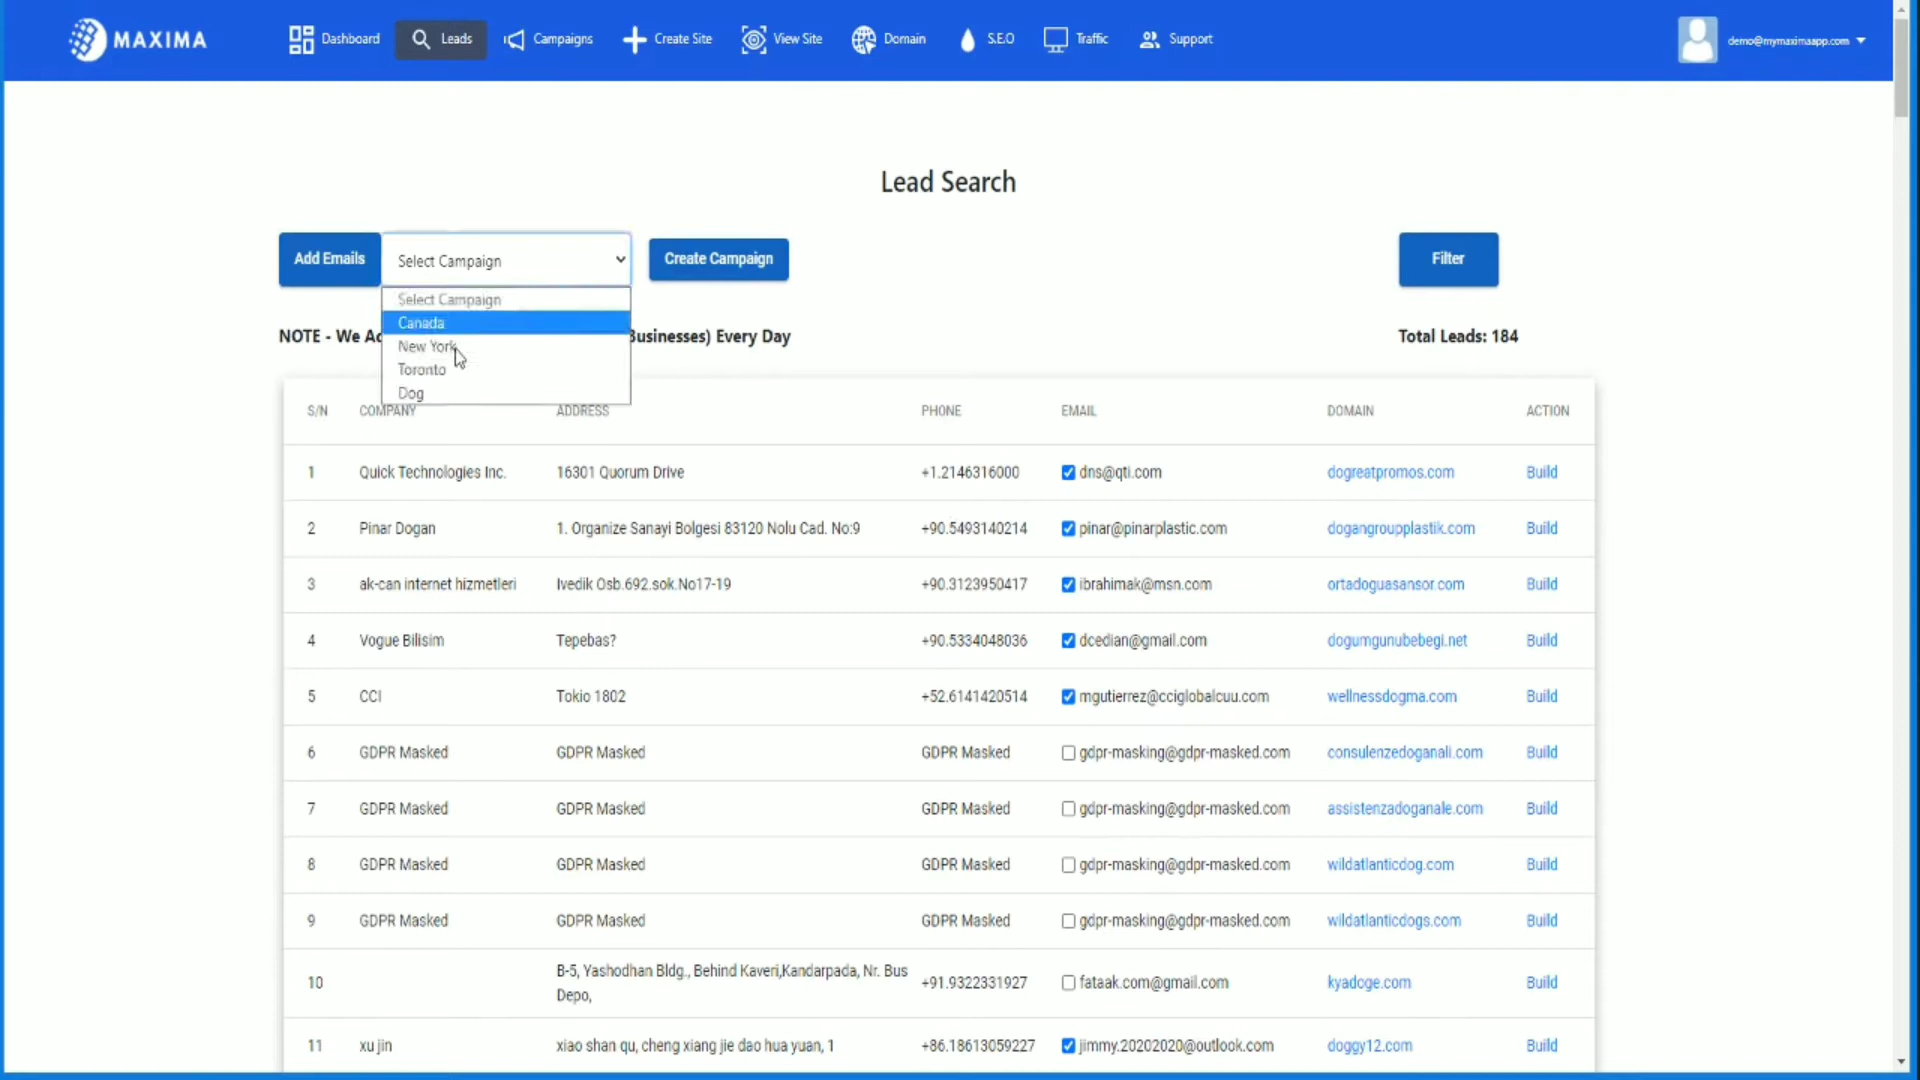 MAXIMA
Dashboard
Leads
Campaigns
Create Site
View Site
Domain
S.E.O
Traffic
Support
demo@mymaximaapp.com
Lead Search
Add Emails
Select Campaign
Create Campaign
Filter
Select Campaign
Canada
New York
Toronto
Dog
NOTE - We Ad
Businesses) Every Day
Total Leads: 184
S/N COMPANY ADDRESS PHONE EMAIL DOMAIN ACTION
1 Quick Technologies Inc. 16301 Quorum Drive +1.2146316000 dns@qti.com dogreatpromos.com Build
2 Pinar Dogan 1. Organize Sanayi Bolgesi 83120 Nolu Cad. No:9 +90.5493140214 pinar@pinarplastic.com dogangroupplastik.com Build
3 ak-can internet hizmetleri Ivedik Osb.692.sok.No17-19 +90.3123950417 ibrahimak@msn.com ortadoguasansor.com Build
4 Vogue Bilisim Tepebas? +90.5334048036 dcedian@gmail.com dogumgunubebegi.net Build
5 CCI Tokio 1802 +52.6141420514 mgutierrez@cciglobalcuu.com wellnessdogma.com Build
6 GDPR Masked GDPR Masked GDPR Masked gdpr-masking@gdpr-masked.com consulenzedoganali.com Build
7 GDPR Masked GDPR Masked GDPR Masked gdpr-masking@gdpr-masked.com assistenzadoganale.com Build
8 GDPR Masked GDPR Masked GDPR Masked gdpr-masking@gdpr-masked.com wildatlanticdog.com Build
9 GDPR Masked GDPR Masked GDPR Masked gdpr-masking@gdpr-masked.com wildatlanticdogs.com Build
B-5, Yashodhan Bldg., Behind Kaveri,Kandarpada, Nr. Bus
10 Depo, +91.9322331927 fataak.com@gmail.com kyadoge.com Build
11 xu jin xiao shan qu, cheng xiang jie dao hua yuan, 1 +86.18613059227 jimmy.20202020@outlook.com doggy12.com Build